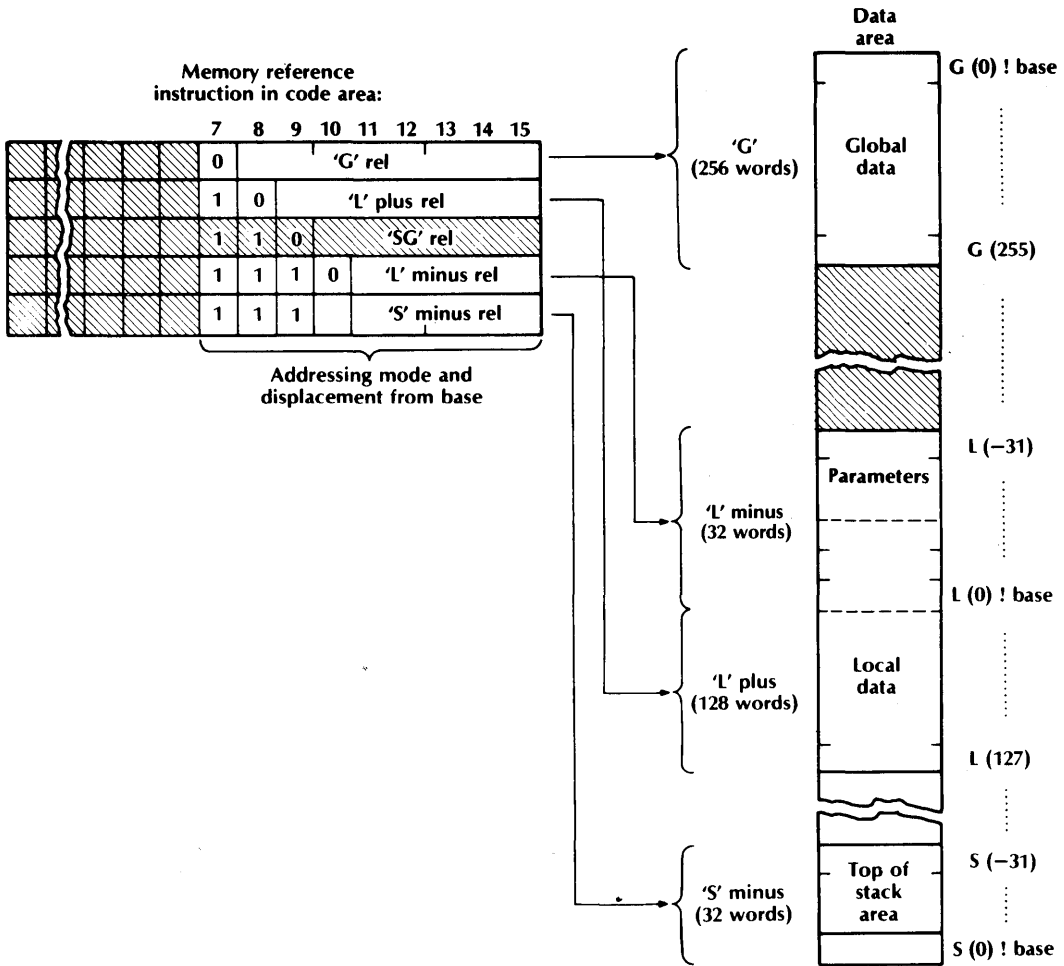 Memory reference
instruction in code area:
7 8 9 10 11 12 13 14 15
0 'G' rel
1 0 'L' plus rel
1 1 0 'SG' rel
1 1 1 0 'L' minus rel
1 1 1 'S' minus rel
Addressing mode and
displacement from base
'G'
(256 words)
'L' minus
(32 words)
'L' plus
(128 words)
'S' minus
(32 words)
Data
area
G (0) ! base
Global
data
G (255)
L (−31)
Parameters
L (0) ! base
Local
data
L (127)
S (−31)
Top of
stack
area
S (0) ! base